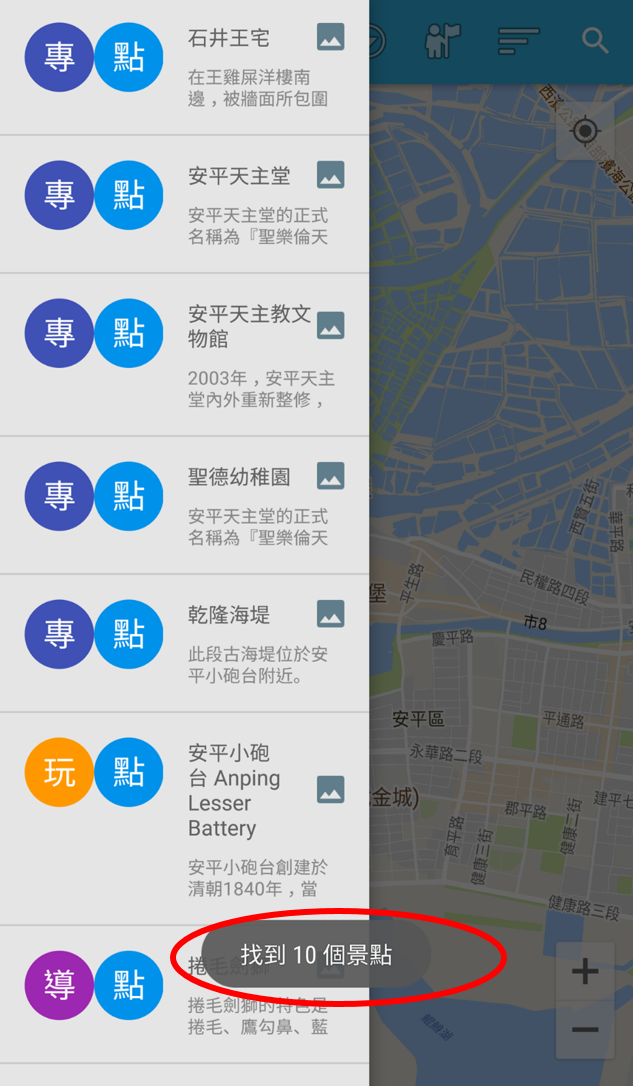 專
點
石井王宅
在王雞屎洋樓南
邊，被牆面所包圍
專
點
安平天主堂
安平天主堂的正式
名稱為『聖樂倫天
專
點
安平天主教文
物館
2003年，安平天主
堂內外重新整修，
專
點
聖德幼稚園
安平天主堂的正式
名稱為『聖樂倫天
專
點
乾隆海堤
此段古海堤位於安
平小砲台附近。
玩
點
安平小砲
台 Anping
Lesser
Battery
安平小砲台創建於
清朝1840年，當
找到 10 個景點
導
點
捲毛劍獅
捲毛劍獅的特色是
捲毛、鷹勾鼻、藍
西濱
濱海公
西賢五街
華平路
堡
平生路
民權路四段
市8
慶平路
安平區
平通路
永華路二段
金城)
建平七
郡平路
育平路
健康三街
健康二街
健康路三段
+
−